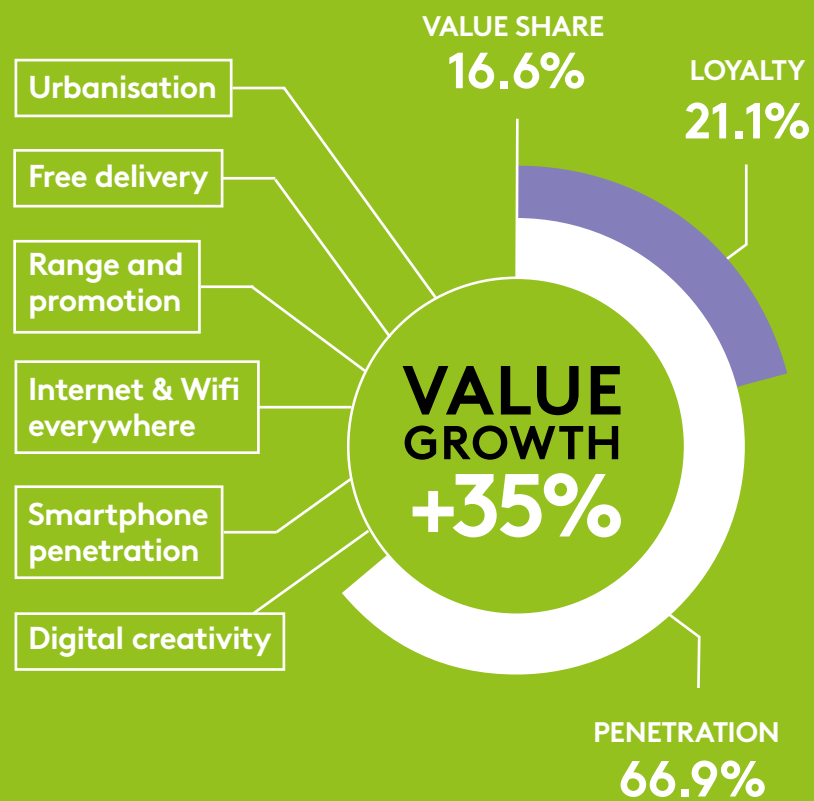 VALUE SHARE
16.6%
LOYALTY
21.1%
Urbanisation
Free delivery
Range and
promotion
Internet & Wifi
everywhere
Smartphone
penetration
Digital creativity
VALUE
GROWTH
+35%
PENETRATION
66.9%